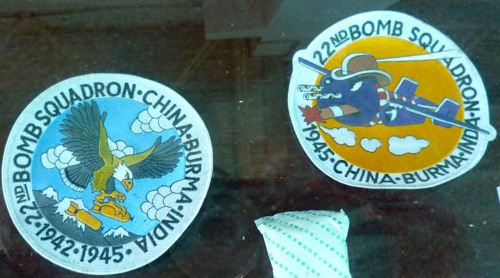 22ND BOMB SQUADRON · CHINA · BURMA · INDIA · 1942 · 1945 ·
22ND BOMB SQUADRON
1945 · CHINA · BURMA · INDIA ·